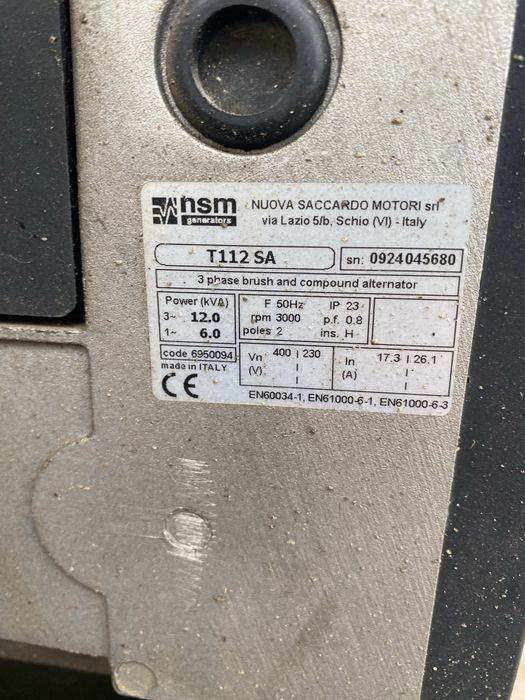 nsm generators
NUOVA SACCARDO MOTORI srl
via Lazio 5/b, Schio (VI) - Italy
T112 SA
sn: 0924045680
3 phase brush and compound alternator
Power (kVA)
3~ 12.0
1~ 6.0
F 50Hz IP 23
rpm 3000 p.f. 0.8
poles 2 ins. H
code 6950094
made in ITALY
CE
Vn (V) 400 | 230
In (A) 17.3 | 26.1
EN60034-1, EN61000-6-1, EN61000-6-3